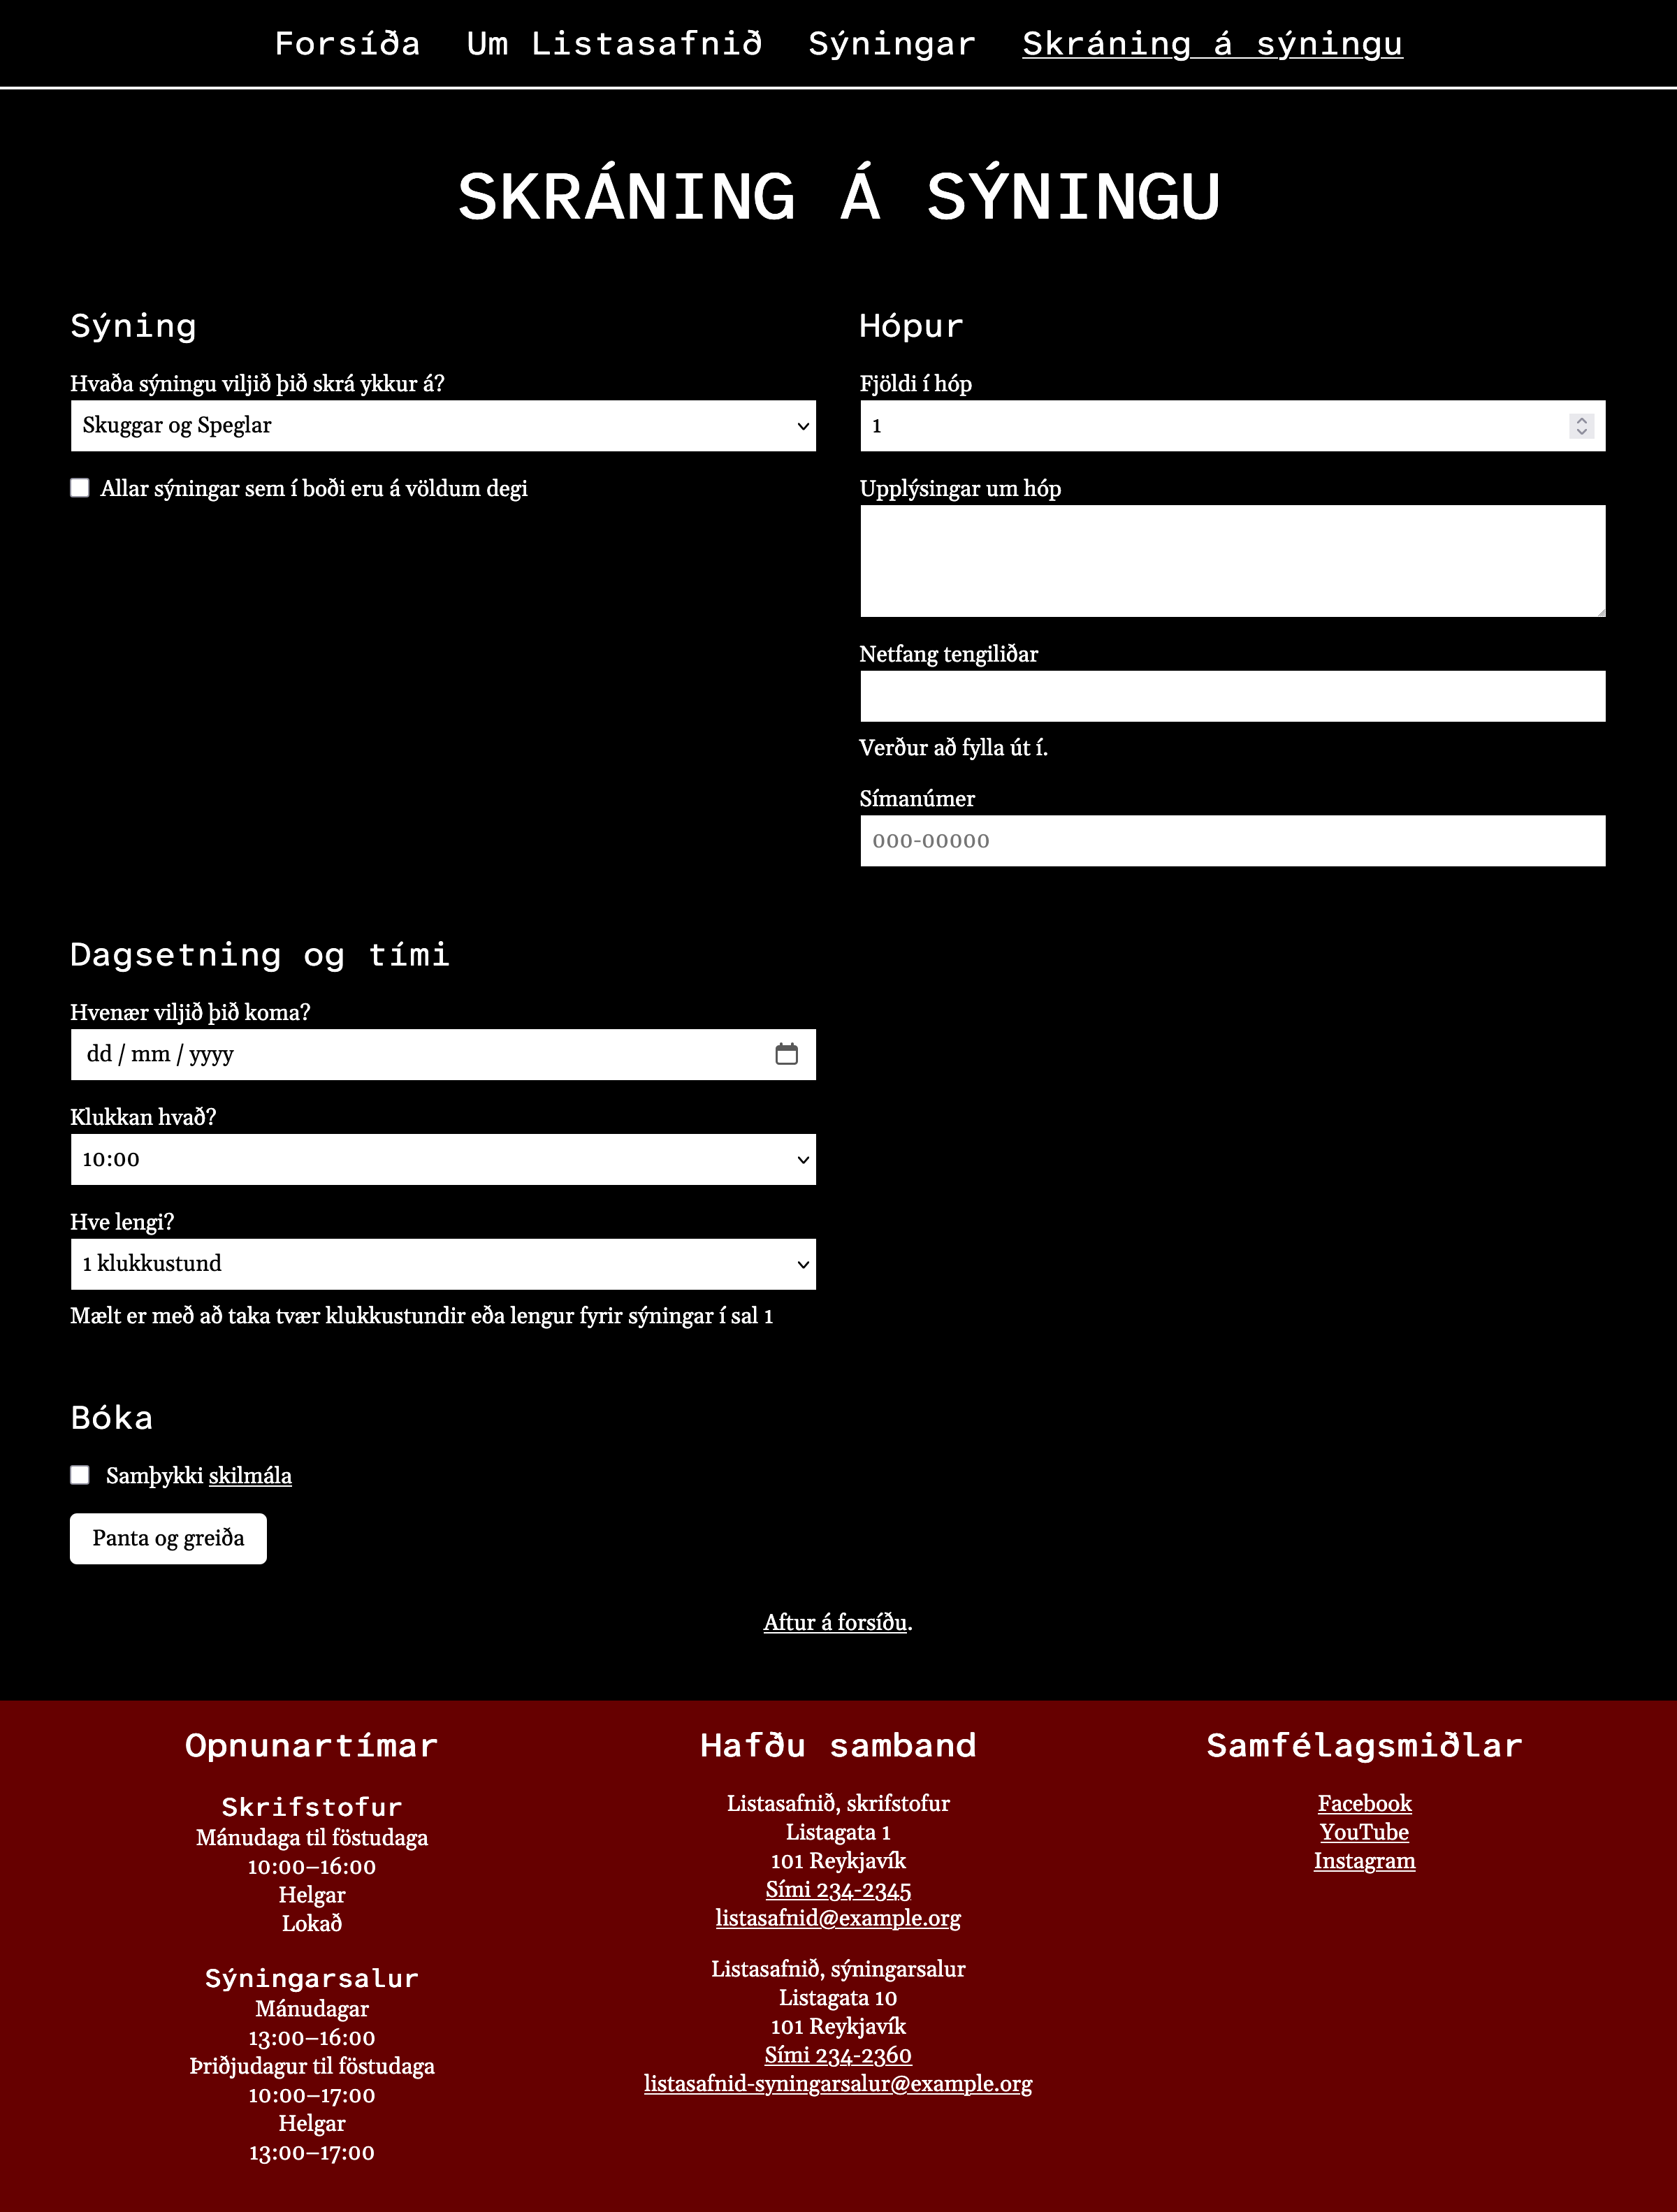 Forsíða Um Listasafnið Sýningar Skráning á sýningu
SKRÁNING Á SÝNINGU
Sýning
Hvaða sýningu viljið þið skrá ykkur á?
Skuggar og Speglar
Allar sýningar sem í boði eru á völdum degi
Hópur
Fjöldi í hóp
1
Upplýsingar um hóp
Netfang tengiliðar
Verður að fylla út í.
Símanúmer
000-00000
Dagsetning og tími
Hvenær viljið þið koma?
dd / mm / yyyy
Klukkan hvað?
10:00
Hve lengi?
1 klukkustund
Mælt er með að taka tvær klukkustundir eða lengur fyrir sýningar í sal 1
Bóka
Samþykki skilmála
Panta og greiða
Aftur á forsíðu.
Opnunartímar
Skrifstofur
Mánudaga til föstudaga
10:00–16:00
Helgar
Lokað
Sýningarsalur
Mánudagar
13:00–16:00
Þriðjudagur til föstudaga
10:00–17:00
Helgar
13:00–17:00
Hafðu samband
Listasafnið, skrifstofur
Listagata 1
101 Reykjavík
Sími 234-2345
listasafnid@example.org
Listasafnið, sýningarsalur
Listagata 10
101 Reykjavík
Sími 234-2360
listasafnid-syningarsalur@example.org
Samfélagsmiðlar
Facebook
YouTube
Instagram